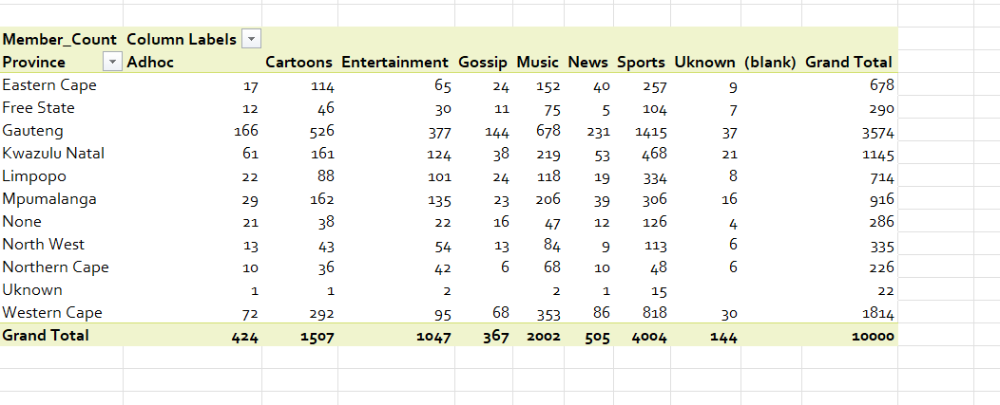 Member_Count Column Labels
Province Adhoc Cartoons Entertainment Gossip Music News Sports Uknown (blank) Grand Total
Eastern Cape 17 114 65 24 152 40 257 9 678
Free State 12 46 30 11 75 5 104 7 290
Gauteng 166 526 377 144 678 231 1415 37 3574
Kwazulu Natal 61 161 124 38 219 53 468 21 1145
Limpopo 22 88 101 24 118 19 334 8 714
Mpumalanga 29 162 135 23 206 39 306 16 916
None 21 38 22 16 47 12 126 4 286
North West 13 43 54 13 84 9 113 6 335
Northern Cape 10 36 42 6 68 10 48 6 226
Uknown 1 1 2 2 1 15 22
Western Cape 72 292 95 68 353 86 818 30 1814
Grand Total 424 1507 1047 367 2002 505 4004 144 10000